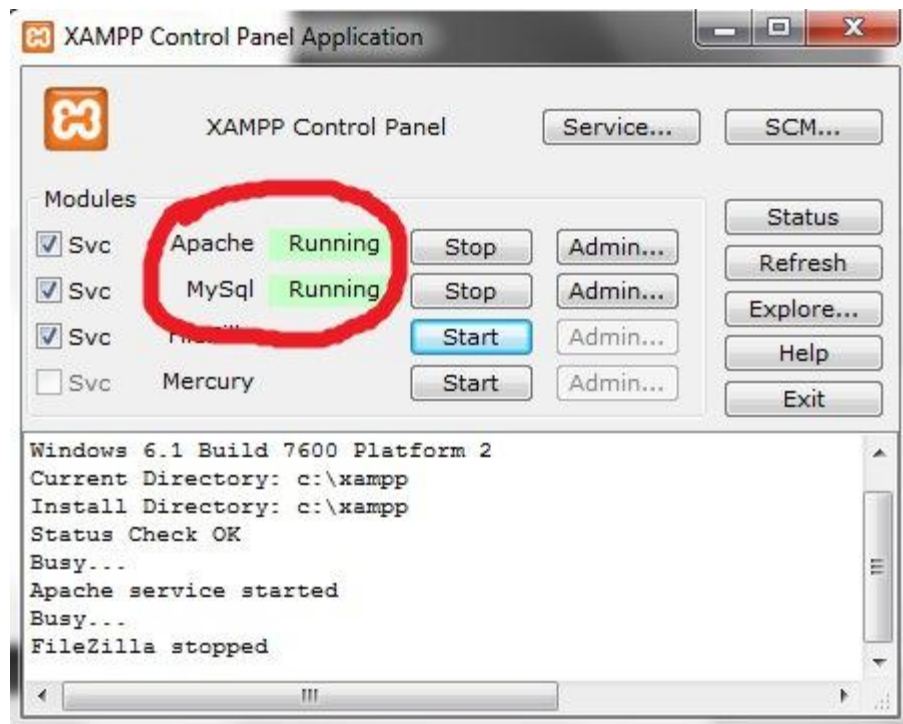 XAMPP Control Panel Application
XAMPP Control Panel Service... SCM...
Modules
Svc Apache Running Stop Admin...
Svc MySql Running Stop Admin...
Svc Start Admin...
Svc Mercury Start Admin...
Status
Refresh
Explore...
Help
Exit
Windows 6.1 Build 7600 Platform 2
Current Directory: c:\xampp
Install Directory: c:\xampp
Status Check OK
Busy...
Apache service started
Busy...
FileZilla stopped